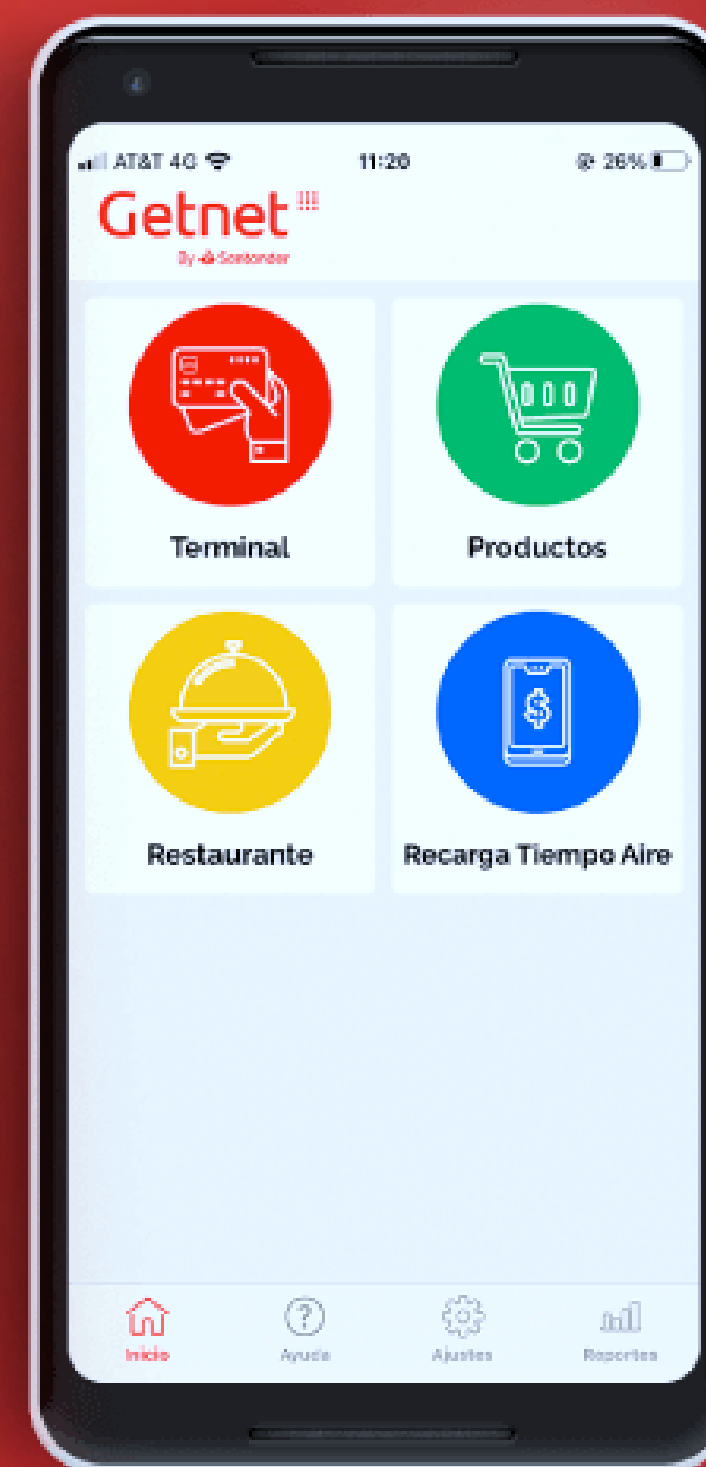 AT&T 4G 11:20 26%
Getnet
By Santander
Terminal
Productos
Restaurante
Recarga Tiempo Aire
Inicio
Ayuda
Ajustes
Reportes